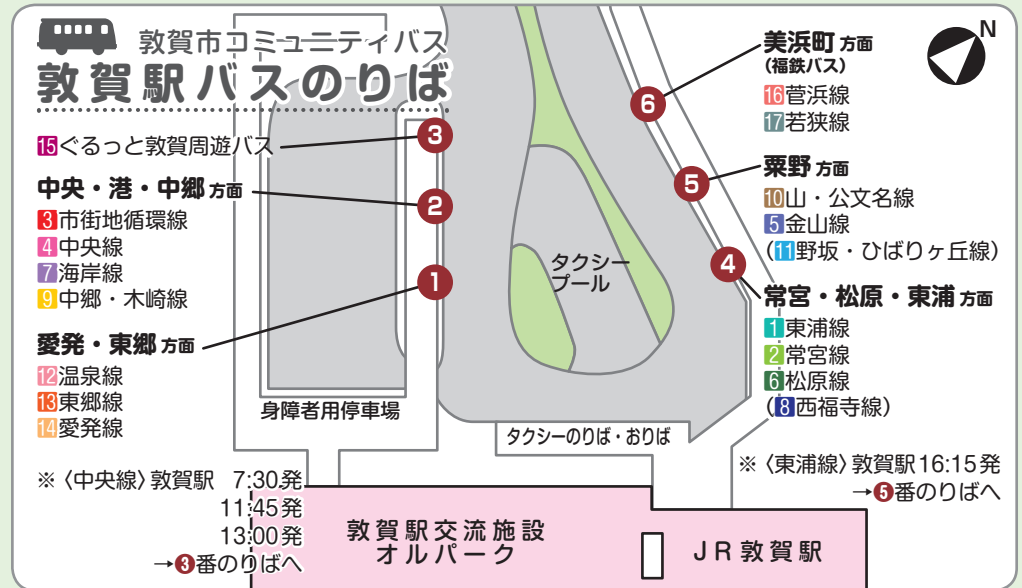 敦賀市コミュニティバス
敦賀駅バスのりば
15ぐるっと敦賀周遊バス
中央・港・中郷方面
3市街地循環線
4中央線
7海岸線
9中郷・木崎線
愛発・東郷方面
12温泉線
13東郷線
14愛発線
※〈中央線〉敦賀駅 7:30発
11:45発
13:00発
→3番のりばへ
3
2
1
身障者用停車場
タクシー
プール
タクシーのりば・おりば
6
5
4
N
美浜町方面
(福鉄バス)
16菅浜線
17若狭線
粟野方面
10山・公文名線
5金山線
(11野坂・ひばりヶ丘線)
常宮・松原・東浦方面
1東浦線
2常宮線
6松原線
(8西福寺線)
※〈東浦線〉敦賀駅16:15発
→5番のりばへ
敦賀駅交流施設
オルパーク
JR敦賀駅